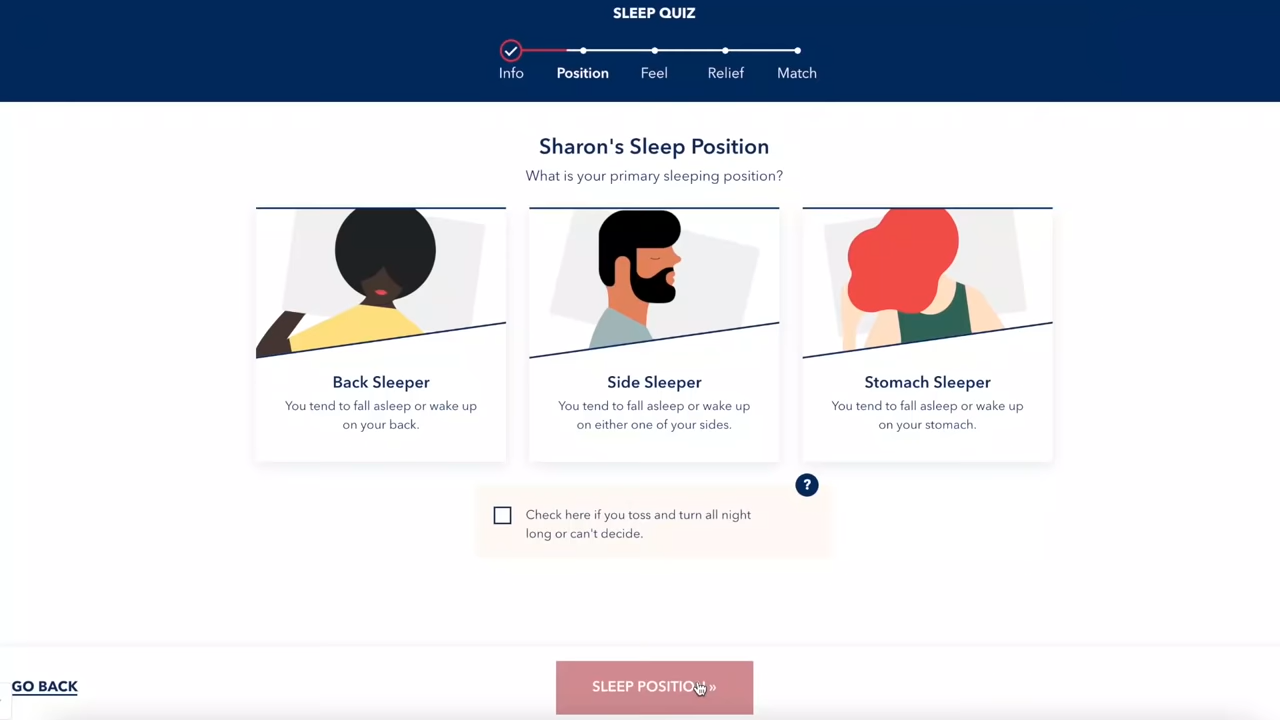 SLEEP QUIZ
Info
Position
Feel
Relief
Match
Sharon's Sleep Position
What is your primary sleeping position?
Back Sleeper
You tend to fall asleep or wake up
on your back.
Side Sleeper
You tend to fall asleep or wake up
on either one of your sides.
Stomach Sleeper
You tend to fall asleep or wake up
on your stomach.
?
Check here if you toss and turn all night
long or can't decide.
GO BACK
SLEEP POSITION »